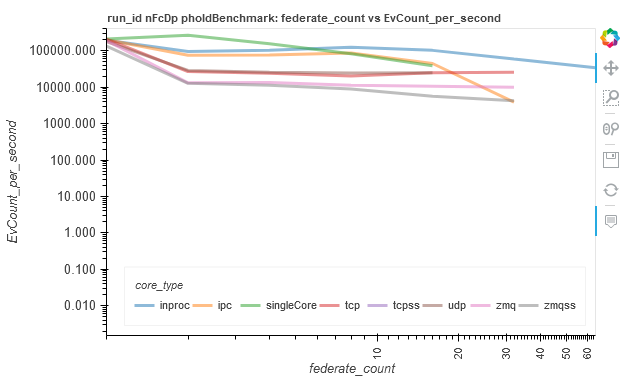 run_id nFcDp pholdBenchmark: federate_count vs EvCount_per_second
100000.000
10000.000
1000.000
100.000
10.000
1.000
0.100
0.010
EvCount_per_second
core_type
inproc ipc singleCore tcp tcpss udp zmq zmqss
10 20 30 40 50 60
federate_count